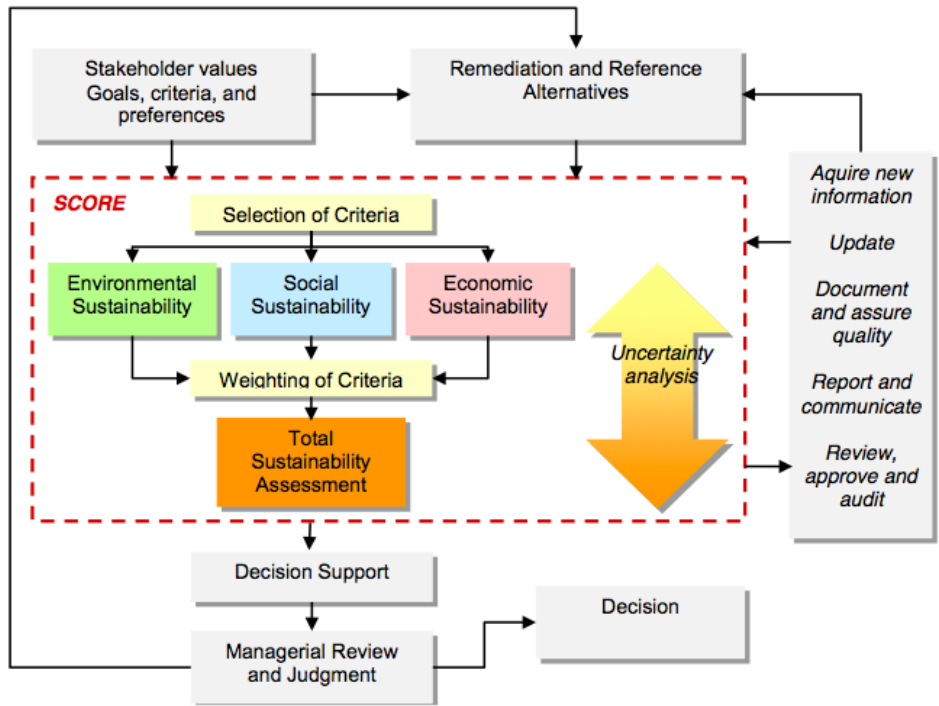 Stakeholder values
Goals, criteria, and
preferences
Remediation and Reference
Alternatives
SCORE
Selection of Criteria
Environmental
Sustainability
Social
Sustainability
Economic
Sustainability
Weighting of Criteria
Total
Sustainability
Assessment
Uncertainty
analysis
Aquire new
information
Update
Document
and assure
quality
Report and
communicate
Review,
approve and
audit
Decision Support
Managerial Review
and Judgment
Decision